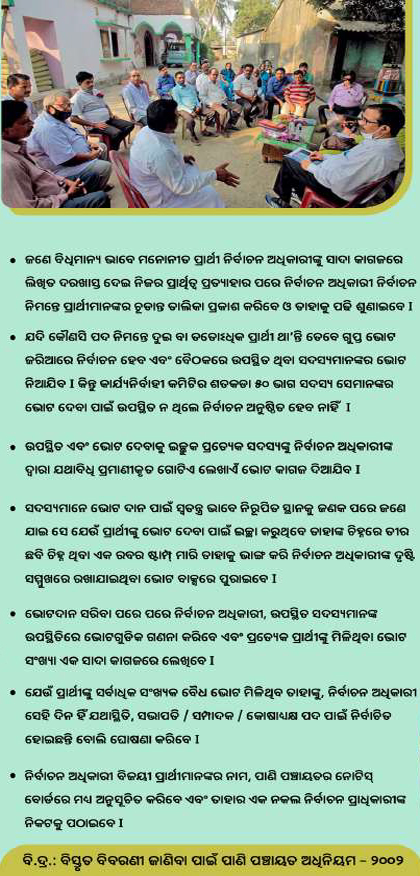 • ଜଣେ ବିଧିମାନ୍ୟ ଭାବେ ମନୋନୀତ ପ୍ରାର୍ଥୀ ନିର୍ବାଚନ ଅଧିକାରୀଙ୍କୁ ସାଦା କାଗଜରେ
ଲିଖିତ ଦରଖାସ୍ତ ଦେଇ ନିଜର ପ୍ରାର୍ଥିତ୍ୱ ପ୍ରତ୍ୟାହାର ପରେ ନିର୍ବାଚନ ଅଧିକାରୀ ନିର୍ବାଚନ
ନିମନ୍ତେ ପ୍ରାର୍ଥୀମାନଙ୍କର ଚୂଡାନ୍ତ ତାଲିକା ପ୍ରକାଶ କରିବେ ଓ ତାହାକୁ ପଢି ଶୁଣାଇବେ I
• ଯଦି କୌଣସି ପଦ ନିମନ୍ତେ ଦୁଇ ବା ତତୋଽଧିକ ପ୍ରାର୍ଥୀ ଥା'ନ୍ତି ତେବେ ଗୁପ୍ତ ଭୋଟ
ଜରିଆରେ ନିର୍ବାଚନ ହେବ ଏବଂ ବୈଠକରେ ଉପସ୍ଥିତ ଥିବା ସଦସ୍ୟମାନଙ୍କର ଭୋଟ
ନିଆଯିବ I କିନ୍ତୁ କାର୍ଯ୍ୟନିର୍ବାହୀ କମିଟିର ଶତକଡା ୫୦ ଭାଗ ସଦସ୍ୟ ସେମାନଙ୍କର
ଭୋଟ ଦେବା ପାଇଁ ଉପସ୍ଥିତ ନ ଥିଲେ ନିର୍ବାଚନ ଅନୁଷ୍ଠିତ ହେବ ନାହିଁ I
• ଉପସ୍ଥିତ ଏବଂ ଭୋଟ ଦେବାକୁ ଇଚ୍ଛୁକ ପ୍ରତ୍ୟେକ ସଦସ୍ୟଙ୍କୁ ନିର୍ବାଚନ ଅଧିକାରୀଙ୍କ
ଦ୍ୱାରା ଯଥାବିଧି ପ୍ରମାଣୀକୃତ ଗୋଟିଏ ଲେଖାଏଁ ଭୋଟ କାଗଜ ଦିଆଯିବ I
• ସଦସ୍ୟମାନେ ଭୋଟ ଦାନ ପାଇଁ ସ୍ୱତନ୍ତ୍ର ଭାବେ ନିରୂପିତ ସ୍ଥାନକୁ ଜଣକ ପରେ ଜଣେ
ଯାଇ ସେ ଯେଉଁ ପ୍ରାର୍ଥୀଙ୍କୁ ଭୋଟ ଦେବା ପାଇଁ ଇଚ୍ଛା କରୁଥିବେ ତାହାଙ୍କ ଚିହ୍ନରେ ତୀର
ଛବି ଚିହ୍ନ ଥିବା ଏକ ରବର ଷ୍ଟାମ୍ପ୍ ମାରି ତାହାକୁ ଭାଙ୍ଗ କରି ନିର୍ବାଚନ ଅଧିକାରୀଙ୍କ ଦୃଷ୍ଟି
ସମ୍ମୁଖରେ ରଖାଯାଇଥିବା ଭୋଟ ବାକ୍ସରେ ପୁରାଇବେ I
• ଭୋଟଦାନ ସରିବା ପରେ ପରେ ନିର୍ବାଚନ ଅଧିକାରୀ, ଉପସ୍ଥିତ ସଦସ୍ୟମାନଙ୍କ
ଉପସ୍ଥିତିରେ ଭୋଟଗୁଡିକ ଗଣନା କରିବେ ଏବଂ ପ୍ରତ୍ୟେକ ପ୍ରାର୍ଥୀଙ୍କୁ ମିଳିଥିବା ଭୋଟ
ସଂଖ୍ୟା ଏକ ସାଦା କାଗଜରେ ଲେଖିବେ I
• ଯେଉଁ ପ୍ରାର୍ଥୀଙ୍କୁ ସର୍ବାଧିକ ସଂଖ୍ୟକ ବୈଧ ଭୋଟ ମିଳିଥିବ ତାହାଙ୍କୁ, ନିର୍ବାଚନ ଅଧିକାରୀ
ସେହି ଦିନ ହିଁ ଯଥାସ୍ଥିତି, ସଭାପତି / ସମ୍ପାଦକ / କୋଷାଧ୍ୟକ୍ଷ ପଦ ପାଇଁ ନିର୍ବାଚିତ
ହୋଇଛନ୍ତି ବୋଲି ଘୋଷଣା କରିବେ I
• ନିର୍ବାଚନ ଅଧିକାରୀ ବିଜୟୀ ପ୍ରାର୍ଥୀମାନଙ୍କର ନାମ, ପାଣି ପଞ୍ଚାୟତର ନୋଟିସ୍
ବୋର୍ଡରେ ମଧ୍ୟ ଅନୁସୂଚିତ କରିବେ ଏବଂ ତାହାର ଏକ ନକଲ ନିର୍ବାଚନ ପ୍ରାଧିକାରୀଙ୍କ
ନିକଟକୁ ପଠାଇବେ I
ବି.ଦ୍ର.: ବିସ୍ତୃତ ବିବରଣୀ ଜାଣିବା ପାଇଁ ପାଣି ପଞ୍ଚାୟତ ଅଧିନିୟମ – ୨୦୦୨